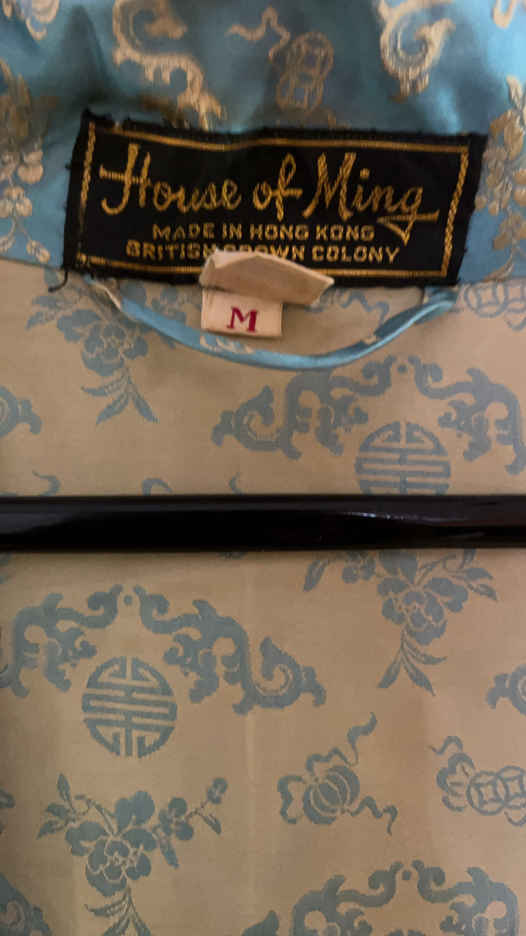 House of Ming
MADE IN HONG KONG
BRITISH CROWN COLONY
M